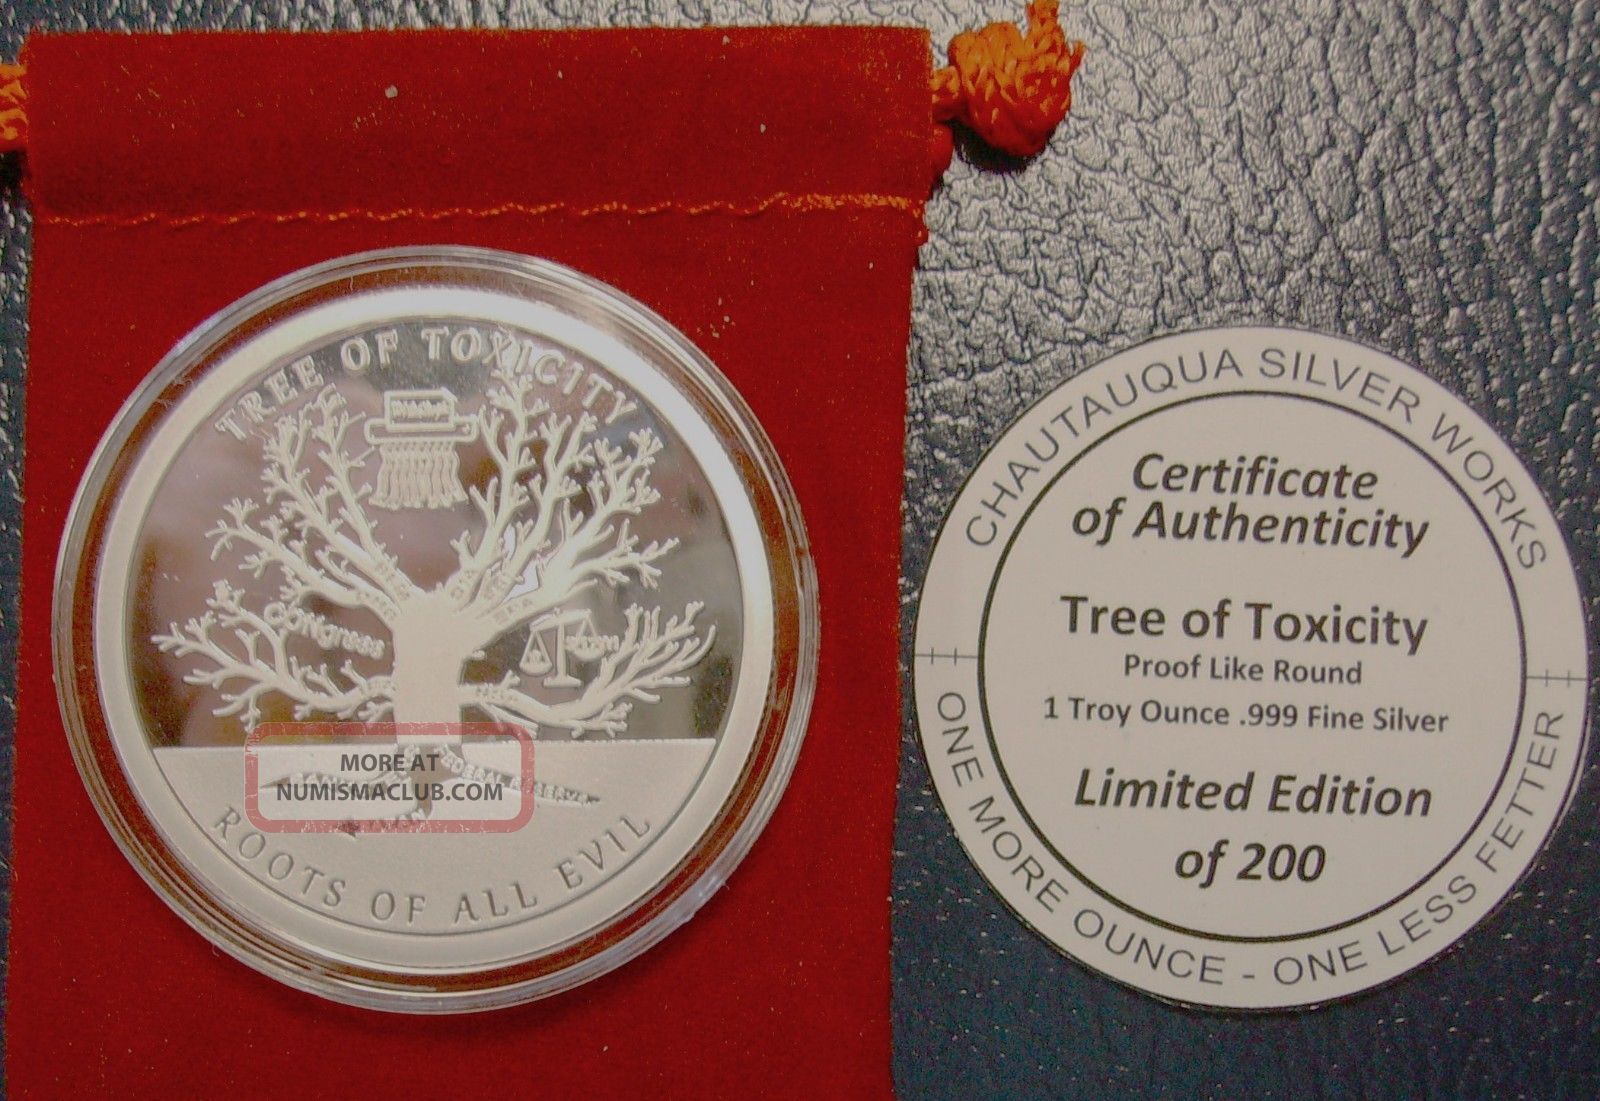 TREE OF TOXICITY
CONgress
FEDERAL RESERVE
ROOTS OF ALL EVIL
MORE AT
NUMISMACLUB.COM
CHAUTAUQUA SILVER WORKS
Certificate
of Authenticity
Tree of Toxicity
Proof Like Round
1 Troy Ounce .999 Fine Silver
Limited Edition
of 200
ONE MORE OUNCE - ONE LESS FETTER